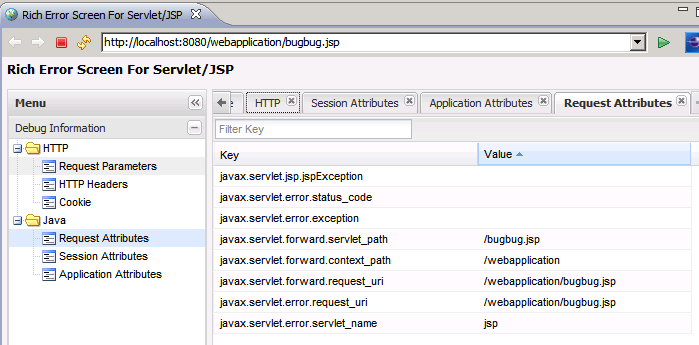 Rich Error Screen For Servlet/JSP
http://localhost:8080/webapplication/bugbug.jsp
Rich Error Screen For Servlet/JSP
Menu
e HTTP Session Attributes Application Attributes Request Attributes
Debug Information
Filter Key
HTTP
Request Parameters
HTTP Headers
Cookie
Java
Request Attributes
Session Attributes
Application Attributes
Key Value
javax.servlet.jsp.jspException
javax.servlet.error.status_code
javax.servlet.error.exception
javax.servlet.forward.servlet_path /bugbug.jsp
javax.servlet.forward.context_path /webapplication
javax.servlet.forward.request_uri /webapplication/bugbug.jsp
javax.servlet.error.request_uri /webapplication/bugbug.jsp
javax.servlet.error.servlet_name jsp